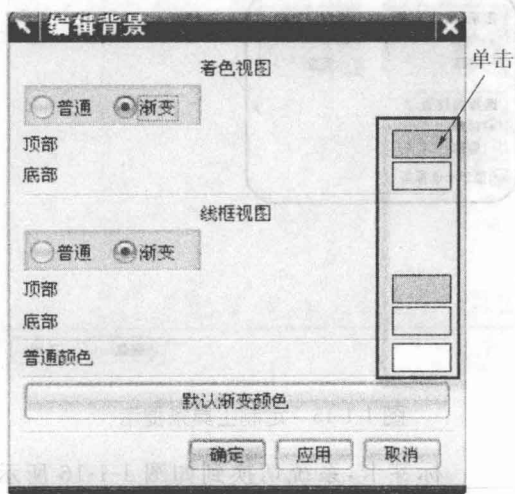 编辑背景
单击
着色视图
普通 渐变
顶部
底部
线框视图
普通 渐变
顶部
底部
普通颜色
默认渐变颜色
确定 应用 取消